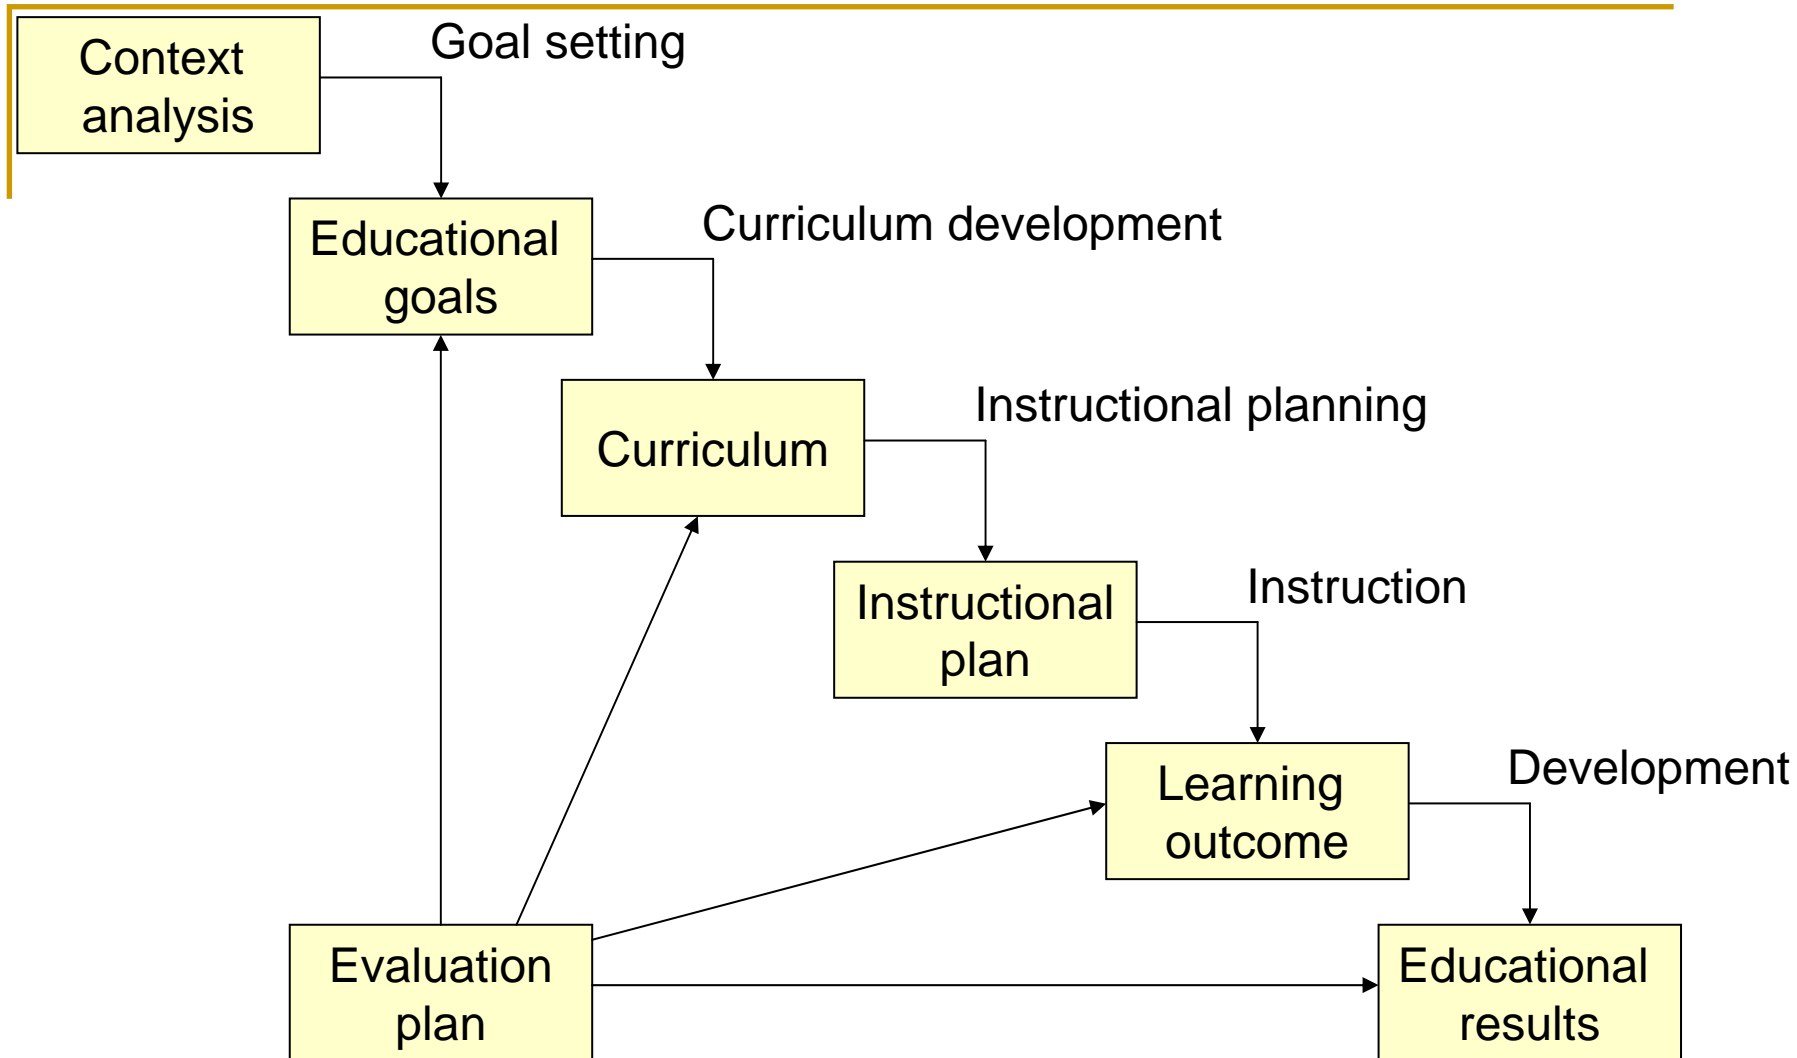 Context
analysis
Goal setting
Educational
goals
Curriculum development
Curriculum
Instructional planning
Instructional
plan
Instruction
Learning
outcome
Development
Evaluation
plan
Educational
results